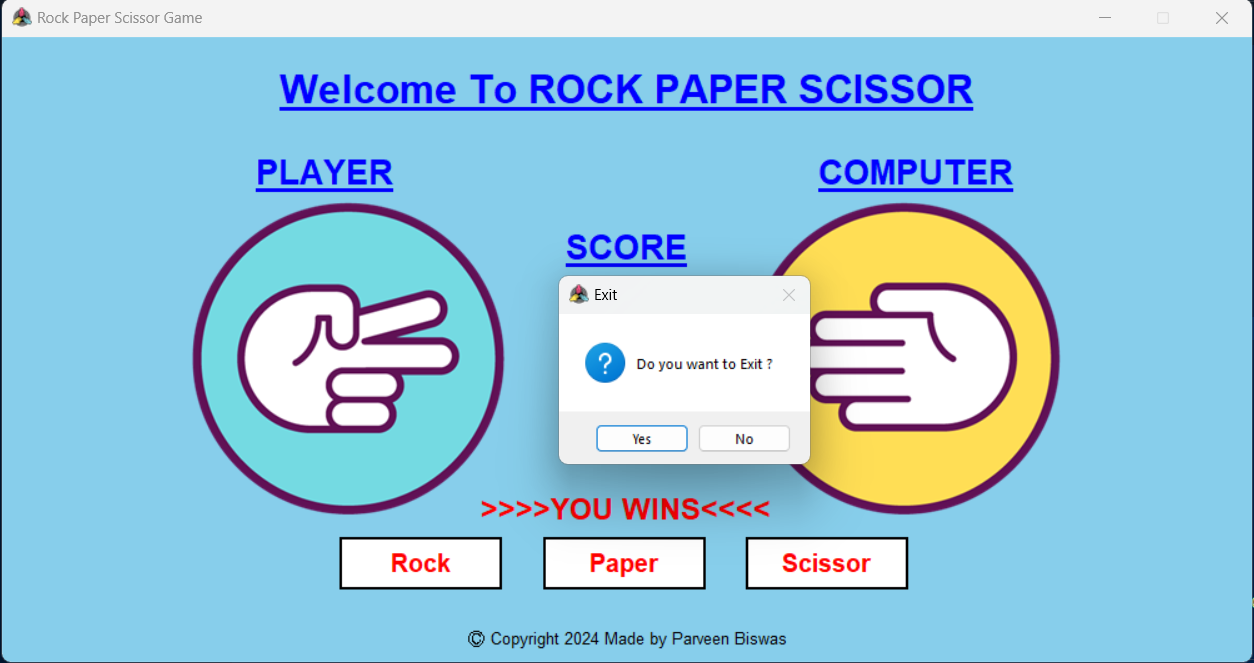 Rock Paper Scissor Game
Welcome To ROCK PAPER SCISSOR
PLAYER
COMPUTER
SCORE
Exit
?
Do you want to Exit ?
Yes
No
>>>>YOU WINS<<<<
Rock
Paper
Scissor
© Copyright 2024 Made by Parveen Biswas